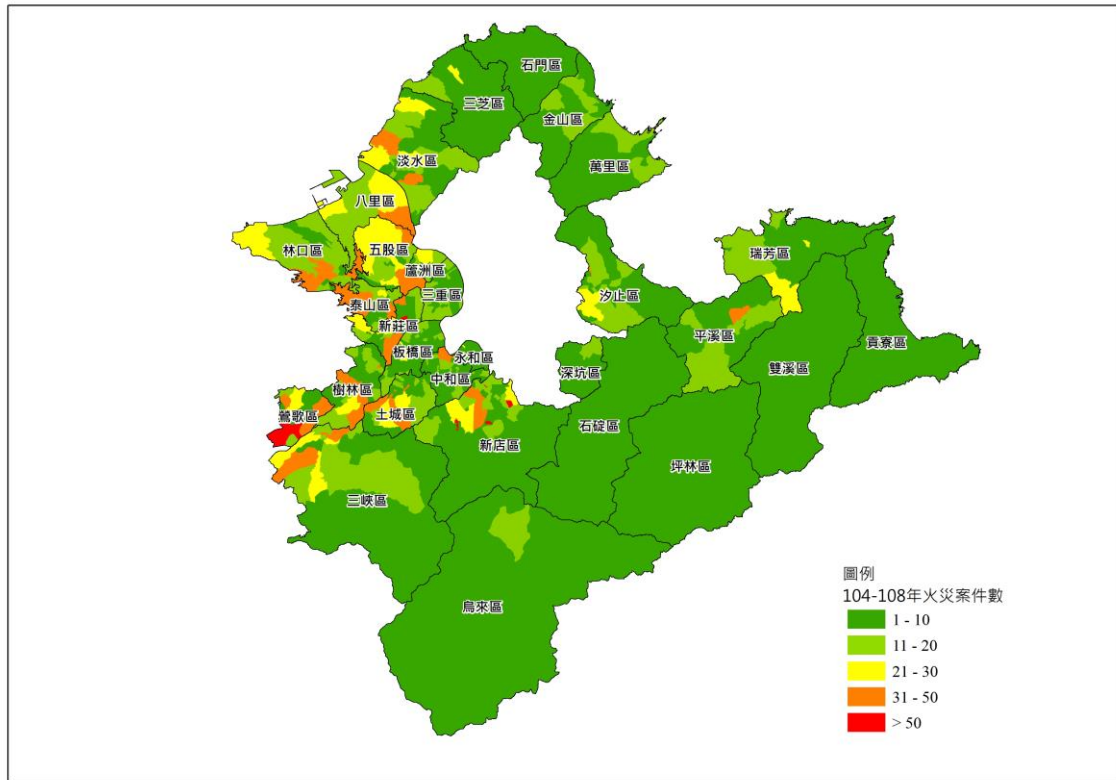 石門區
三芝區
金山區
萬里區
淡水區
八里區
林口區
五股區
蘆洲區
三重區
泰山區
新莊區
板橋區
永和區
中和區
樹林區
土城區
鶯歌區
三峽區
新店區
深坑區
石碇區
汐止區
平溪區
瑞芳區
雙溪區
貢寮區
坪林區
烏來區
圖例
104-108年火災案件數
1 - 10
11 - 20
21 - 30
31 - 50
> 50